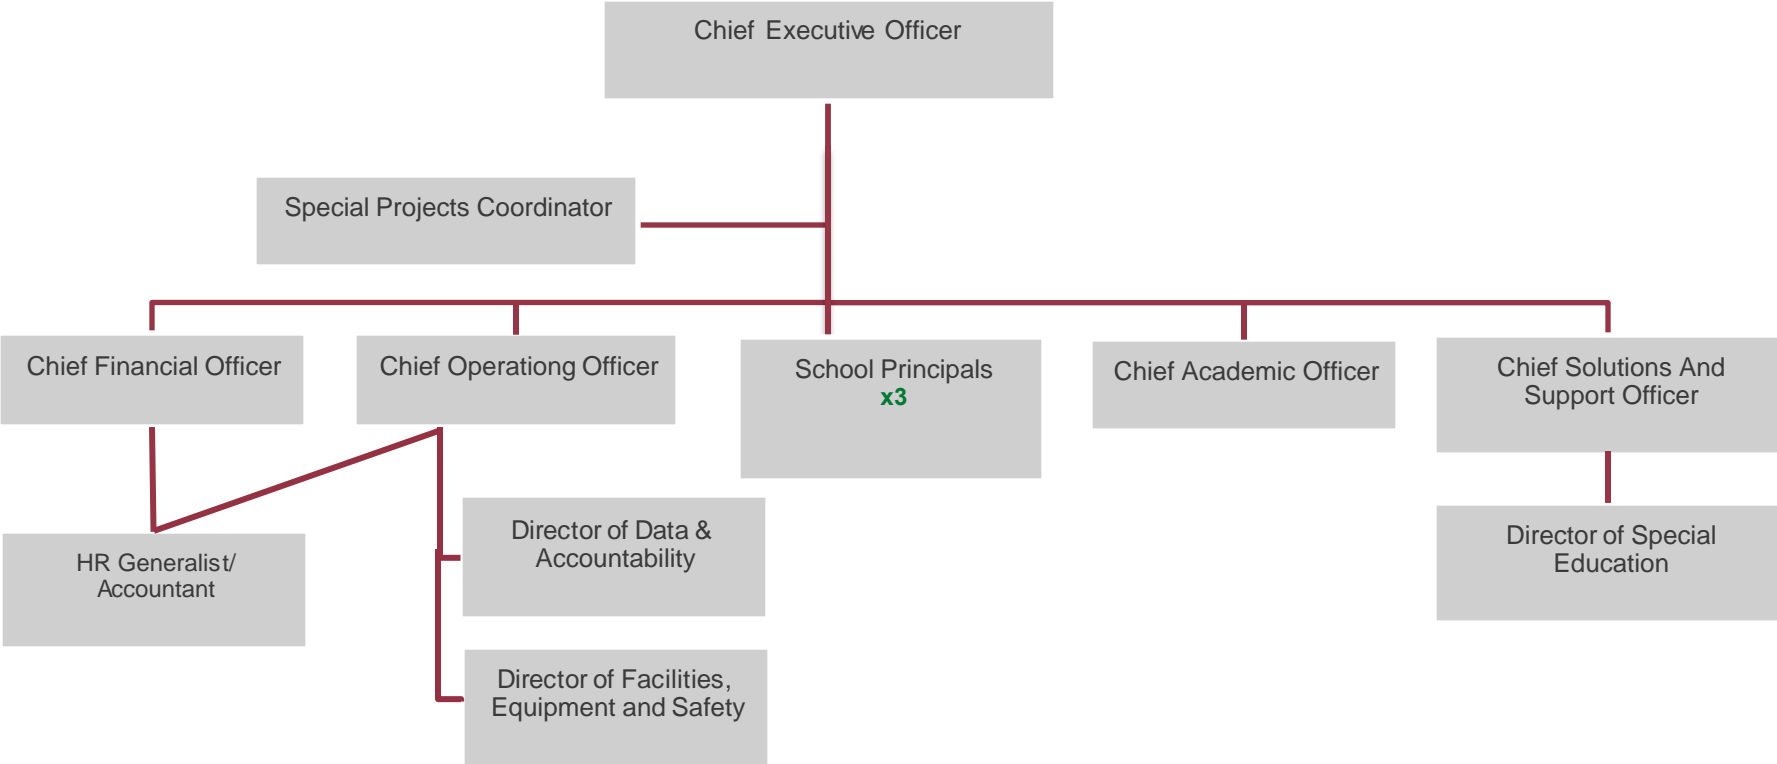 Chief Executive Officer
Special Projects Coordinator
Chief Financial Officer
Chief Operationg Officer
School Principals
x3
Chief Academic Officer
Chief Solutions And
Support Officer
HR Generalist/
Accountant
Director of Data &
Accountability
Director of Special
Education
Director of Facilities,
Equipment and Safety